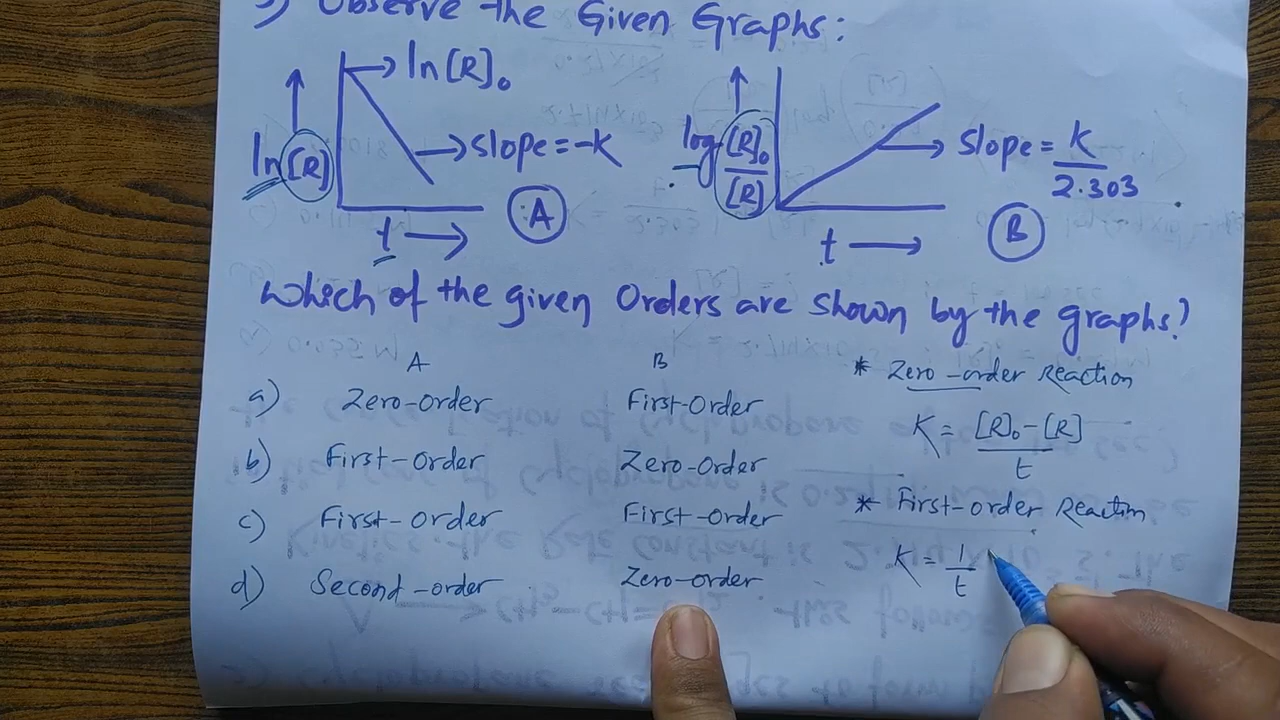 Observe the Given Graphs:
ln[R]₀
ln[R]
slope = -K
t
A
log [R]₀/[R]
slope = K/2.303
t
B
Which of the given Orders are shown by the graphs?
A B
a) Zero-order First-Order
b) First-Order Zero-Order
c) First-Order First-Order
d) Second-order Zero-order
* Zero-order Reaction
K = [R]₀-[R]/t
* First-order Reaction
K = 1/t